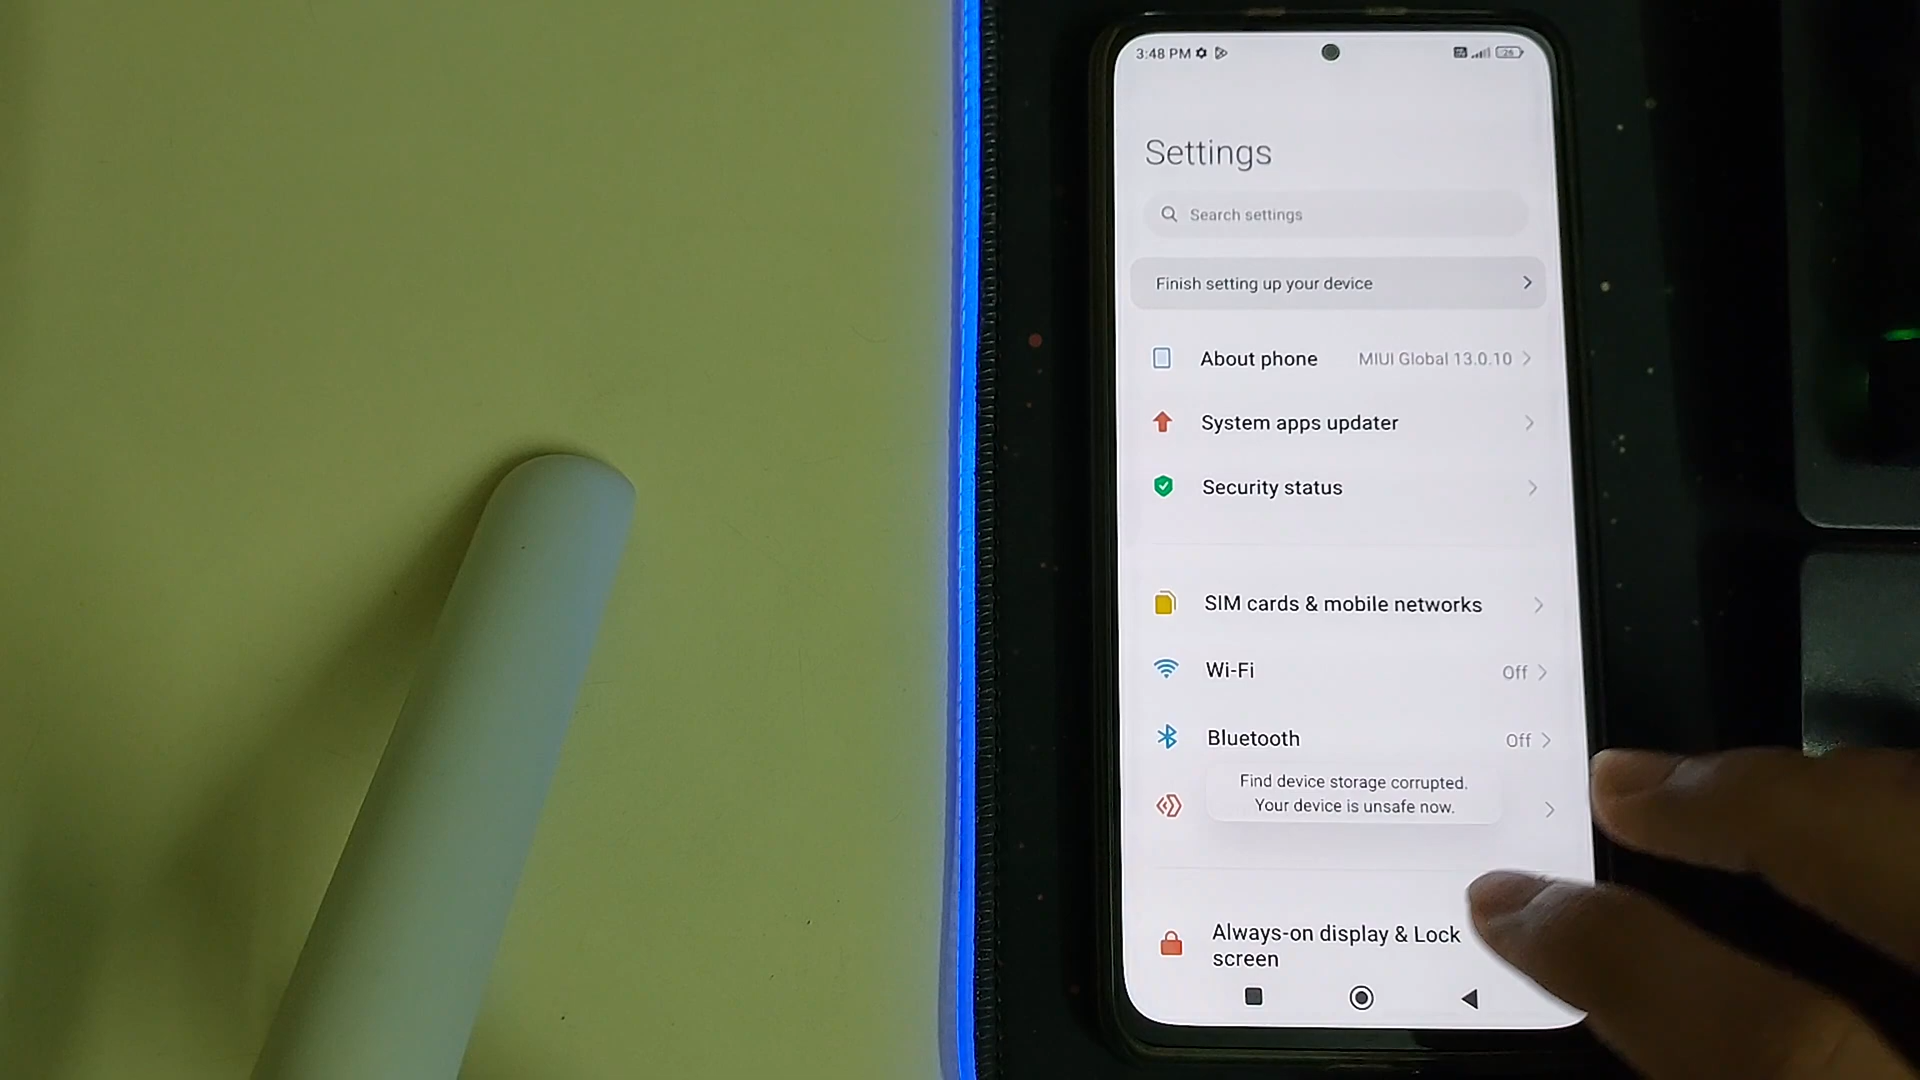 3:48 PM
26
Settings
Search settings
Finish setting up your device
About phone MIUI Global 13.0.10
System apps updater
Security status
SIM cards & mobile networks
Wi-Fi Off
Bluetooth Off
Find device storage corrupted.
Your device is unsafe now.
Always-on display & Lock
screen